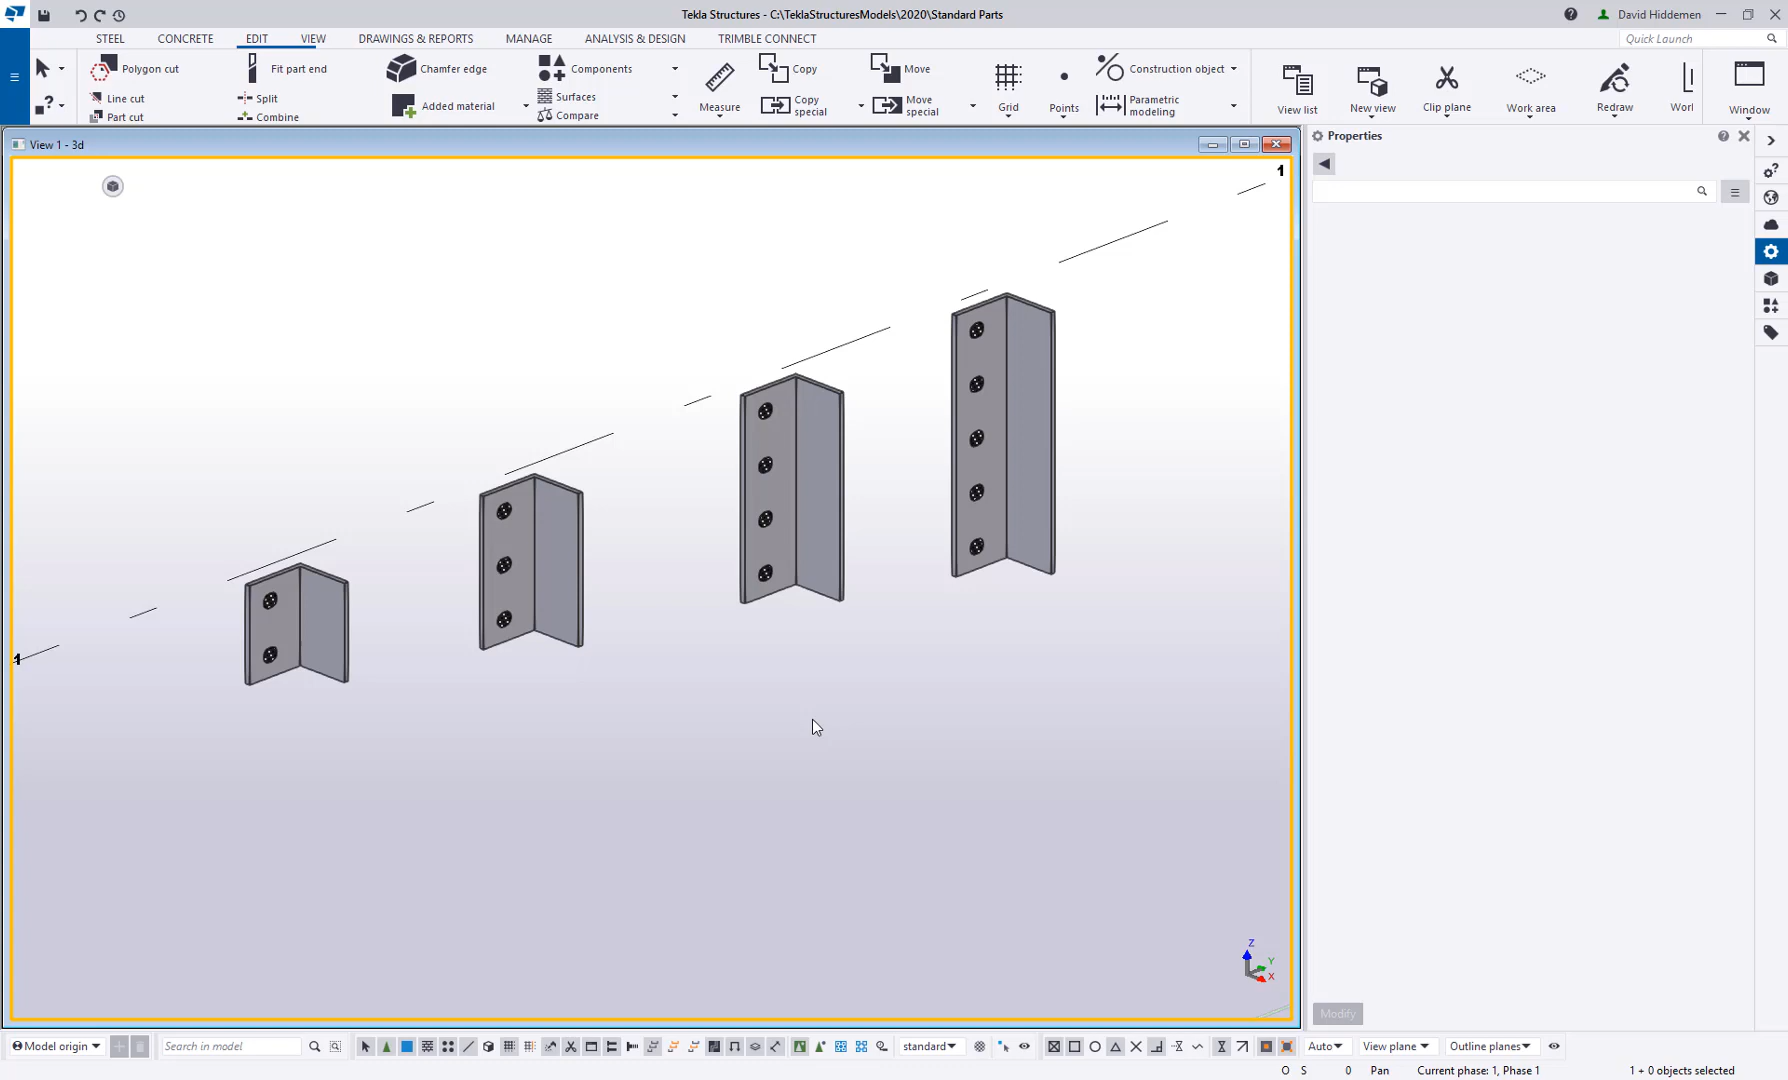 Tekla Structures - C:\TeklaStructuresModels\2020\Standard Parts
David Hiddemen
STEEL CONCRETE EDIT VIEW DRAWINGS & REPORTS MANAGE ANALYSIS & DESIGN TRIMBLE CONNECT
Quick Launch
Polygon cut
Line cut
Part cut
Fit part end
Split
Combine
Chamfer edge
Added material
Components
Surfaces
Compare
Measure
Copy
Copy special
Move
Move special
Grid
Points
Construction object
Parametric modeling
View list
New view
Clip plane
Work area
Redraw
Worl
Window
View 1 - 3d
Properties
1
1
Z
Y
X
Modify
Model origin
Search in model
standard
Auto
View plane
Outline planes
O S 0 Pan Current phase: 1, Phase 1 1 + 0 objects selected